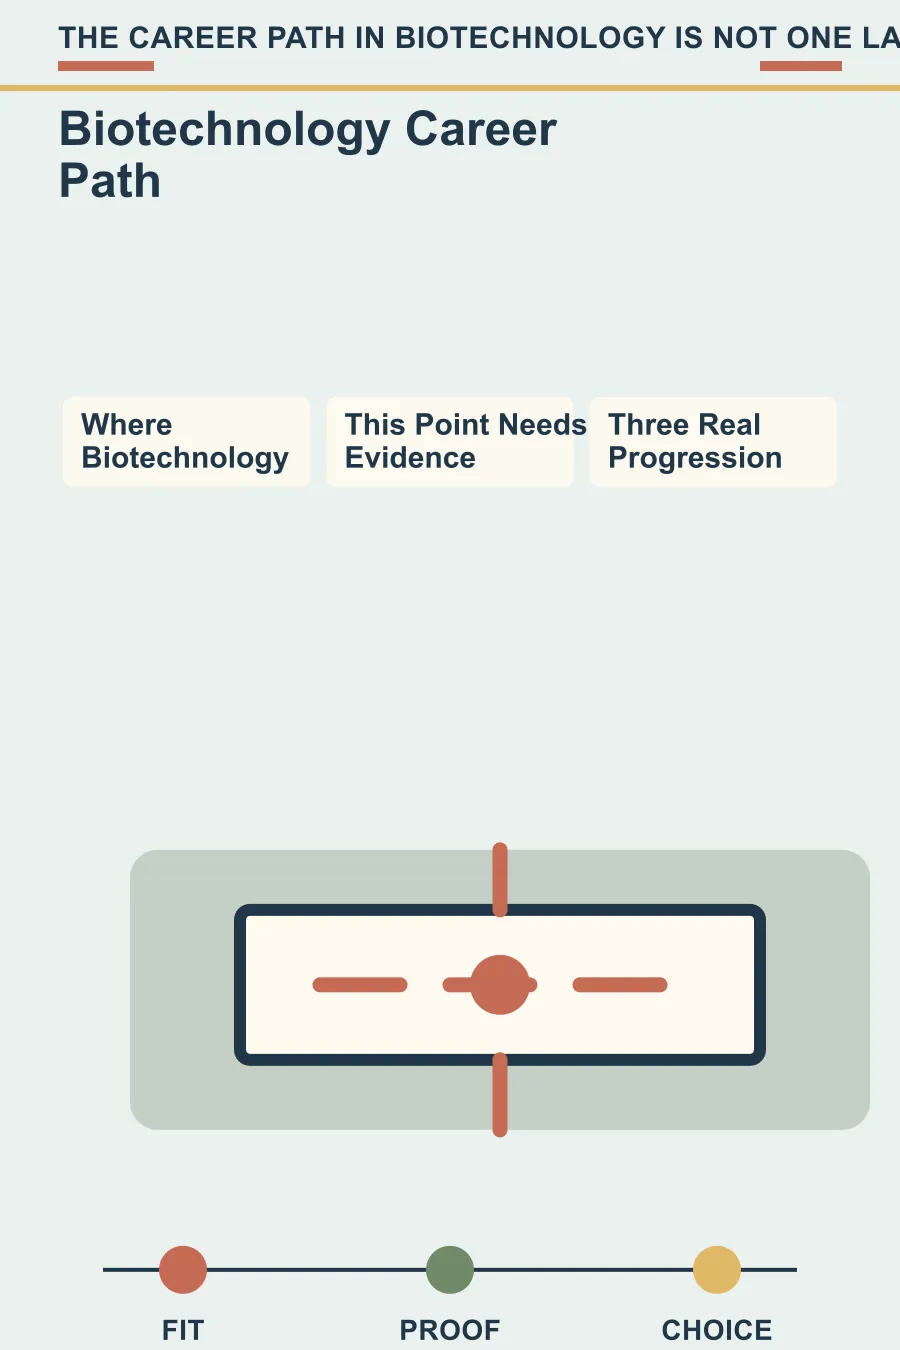 THE CAREER PATH IN BIOTECHNOLOGY IS NOT ONE LA
Biotechnology Career
Path
Where
Biotechnology
This Point Needs
Evidence
Three Real
Progression
FIT
PROOF
CHOICE